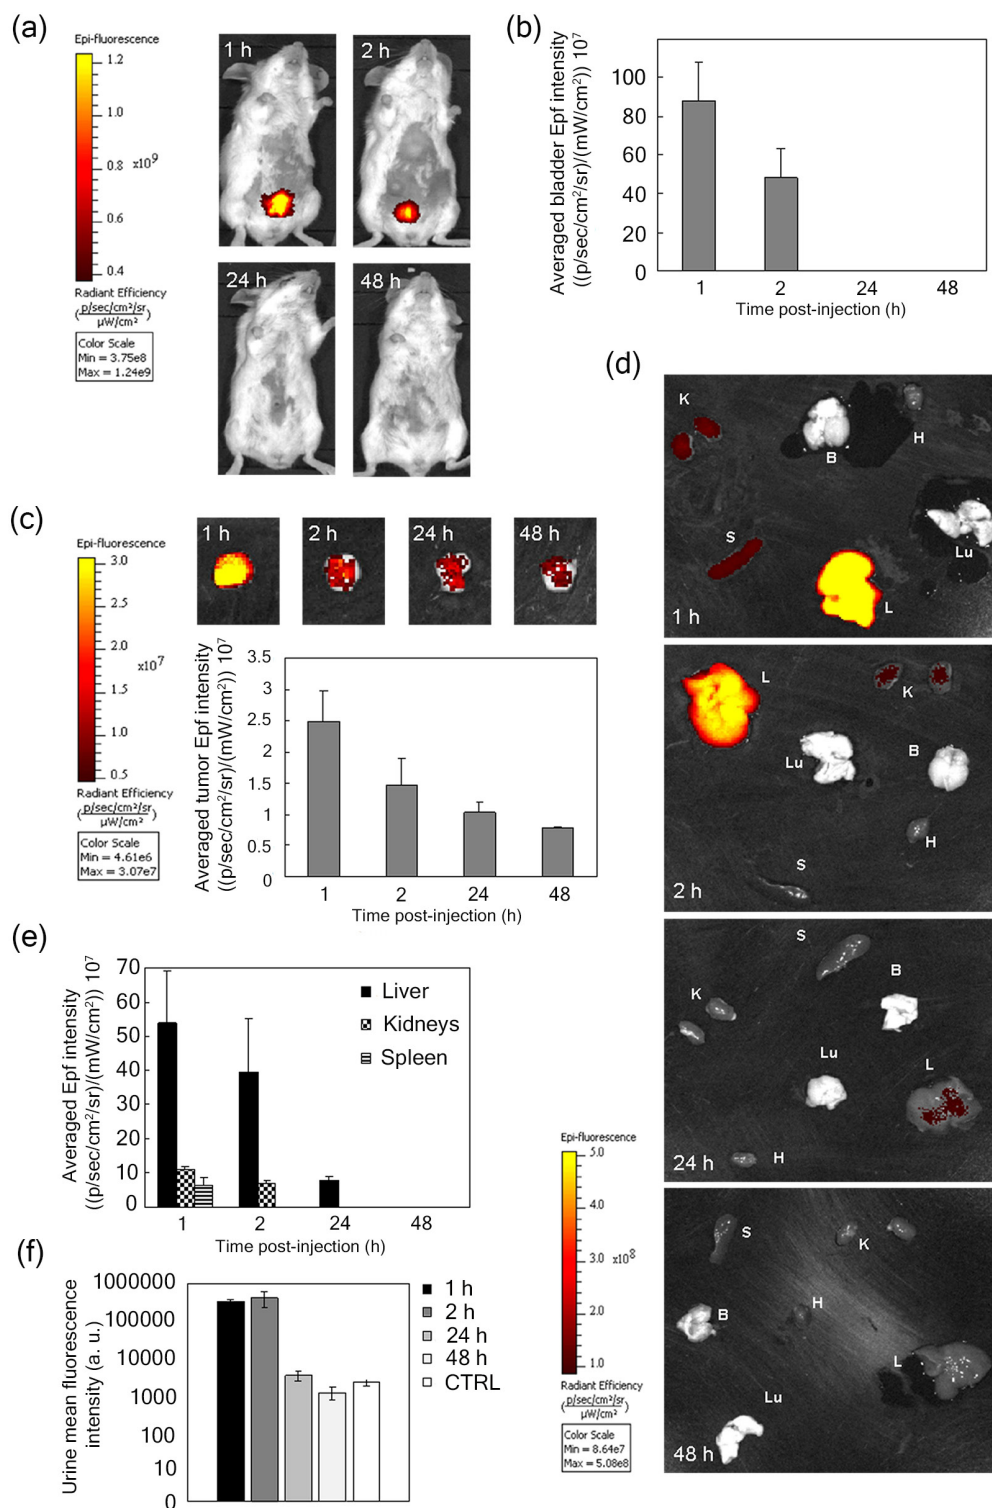 (a)
Epi-fluorescence
1.2
1.0
x10⁹
0.8
0.6
0.4
Radiant Efficiency
(p/sec/cm²/sr / µW/cm²)
Color Scale
Min = 3.75e8
Max = 1.24e9
1 h
2 h
24 h
48 h
(b)
Averaged bladder Epf intensity
((p/sec/cm²/sr)/(mW/cm²)) 10⁷
100
80
60
40
20
0
1 2 24 48
Time post-injection (h)
(c)
Epi-fluorescence
3.0
2.0
x10⁷
1.5
1.0
0.5
Radiant Efficiency
(p/sec/cm²/sr / µW/cm²)
Color Scale
Min = 4.61e6
Max = 3.07e7
1 h
2 h
24 h
48 h
Averaged tumor Epf intensity
((p/sec/cm²/sr)/(mW/cm²)) 10⁷
3.5
3
2.5
2
1.5
1
0.5
0
1 2 24 48
Time post-injection (h)
(d)
K
B
H
S
Lu
L
1 h
L
K
Lu
B
H
S
2 h
S
B
K
Lu
L
H
24 h
S
K
H
B
L
Lu
48 h
Epi-fluorescence
5.0
4.0
3.0
x10⁸
2.0
1.0
Radiant Efficiency
(p/sec/cm²/sr / µW/cm²)
Color Scale
Min = 8.64e7
Max = 5.08e8
(e)
Averaged Epf intensity
((p/sec/cm²/sr)/(mW/cm²)) 10⁷
70
60
50
40
30
20
10
0
Liver
Kidneys
Spleen
1 2 24 48
Time post-injection (h)
(f)
Urine mean fluorescence
intensity (a. u.)
1000000
100000
10000
1000
100
10
0
1 h
2 h
24 h
48 h
CTRL